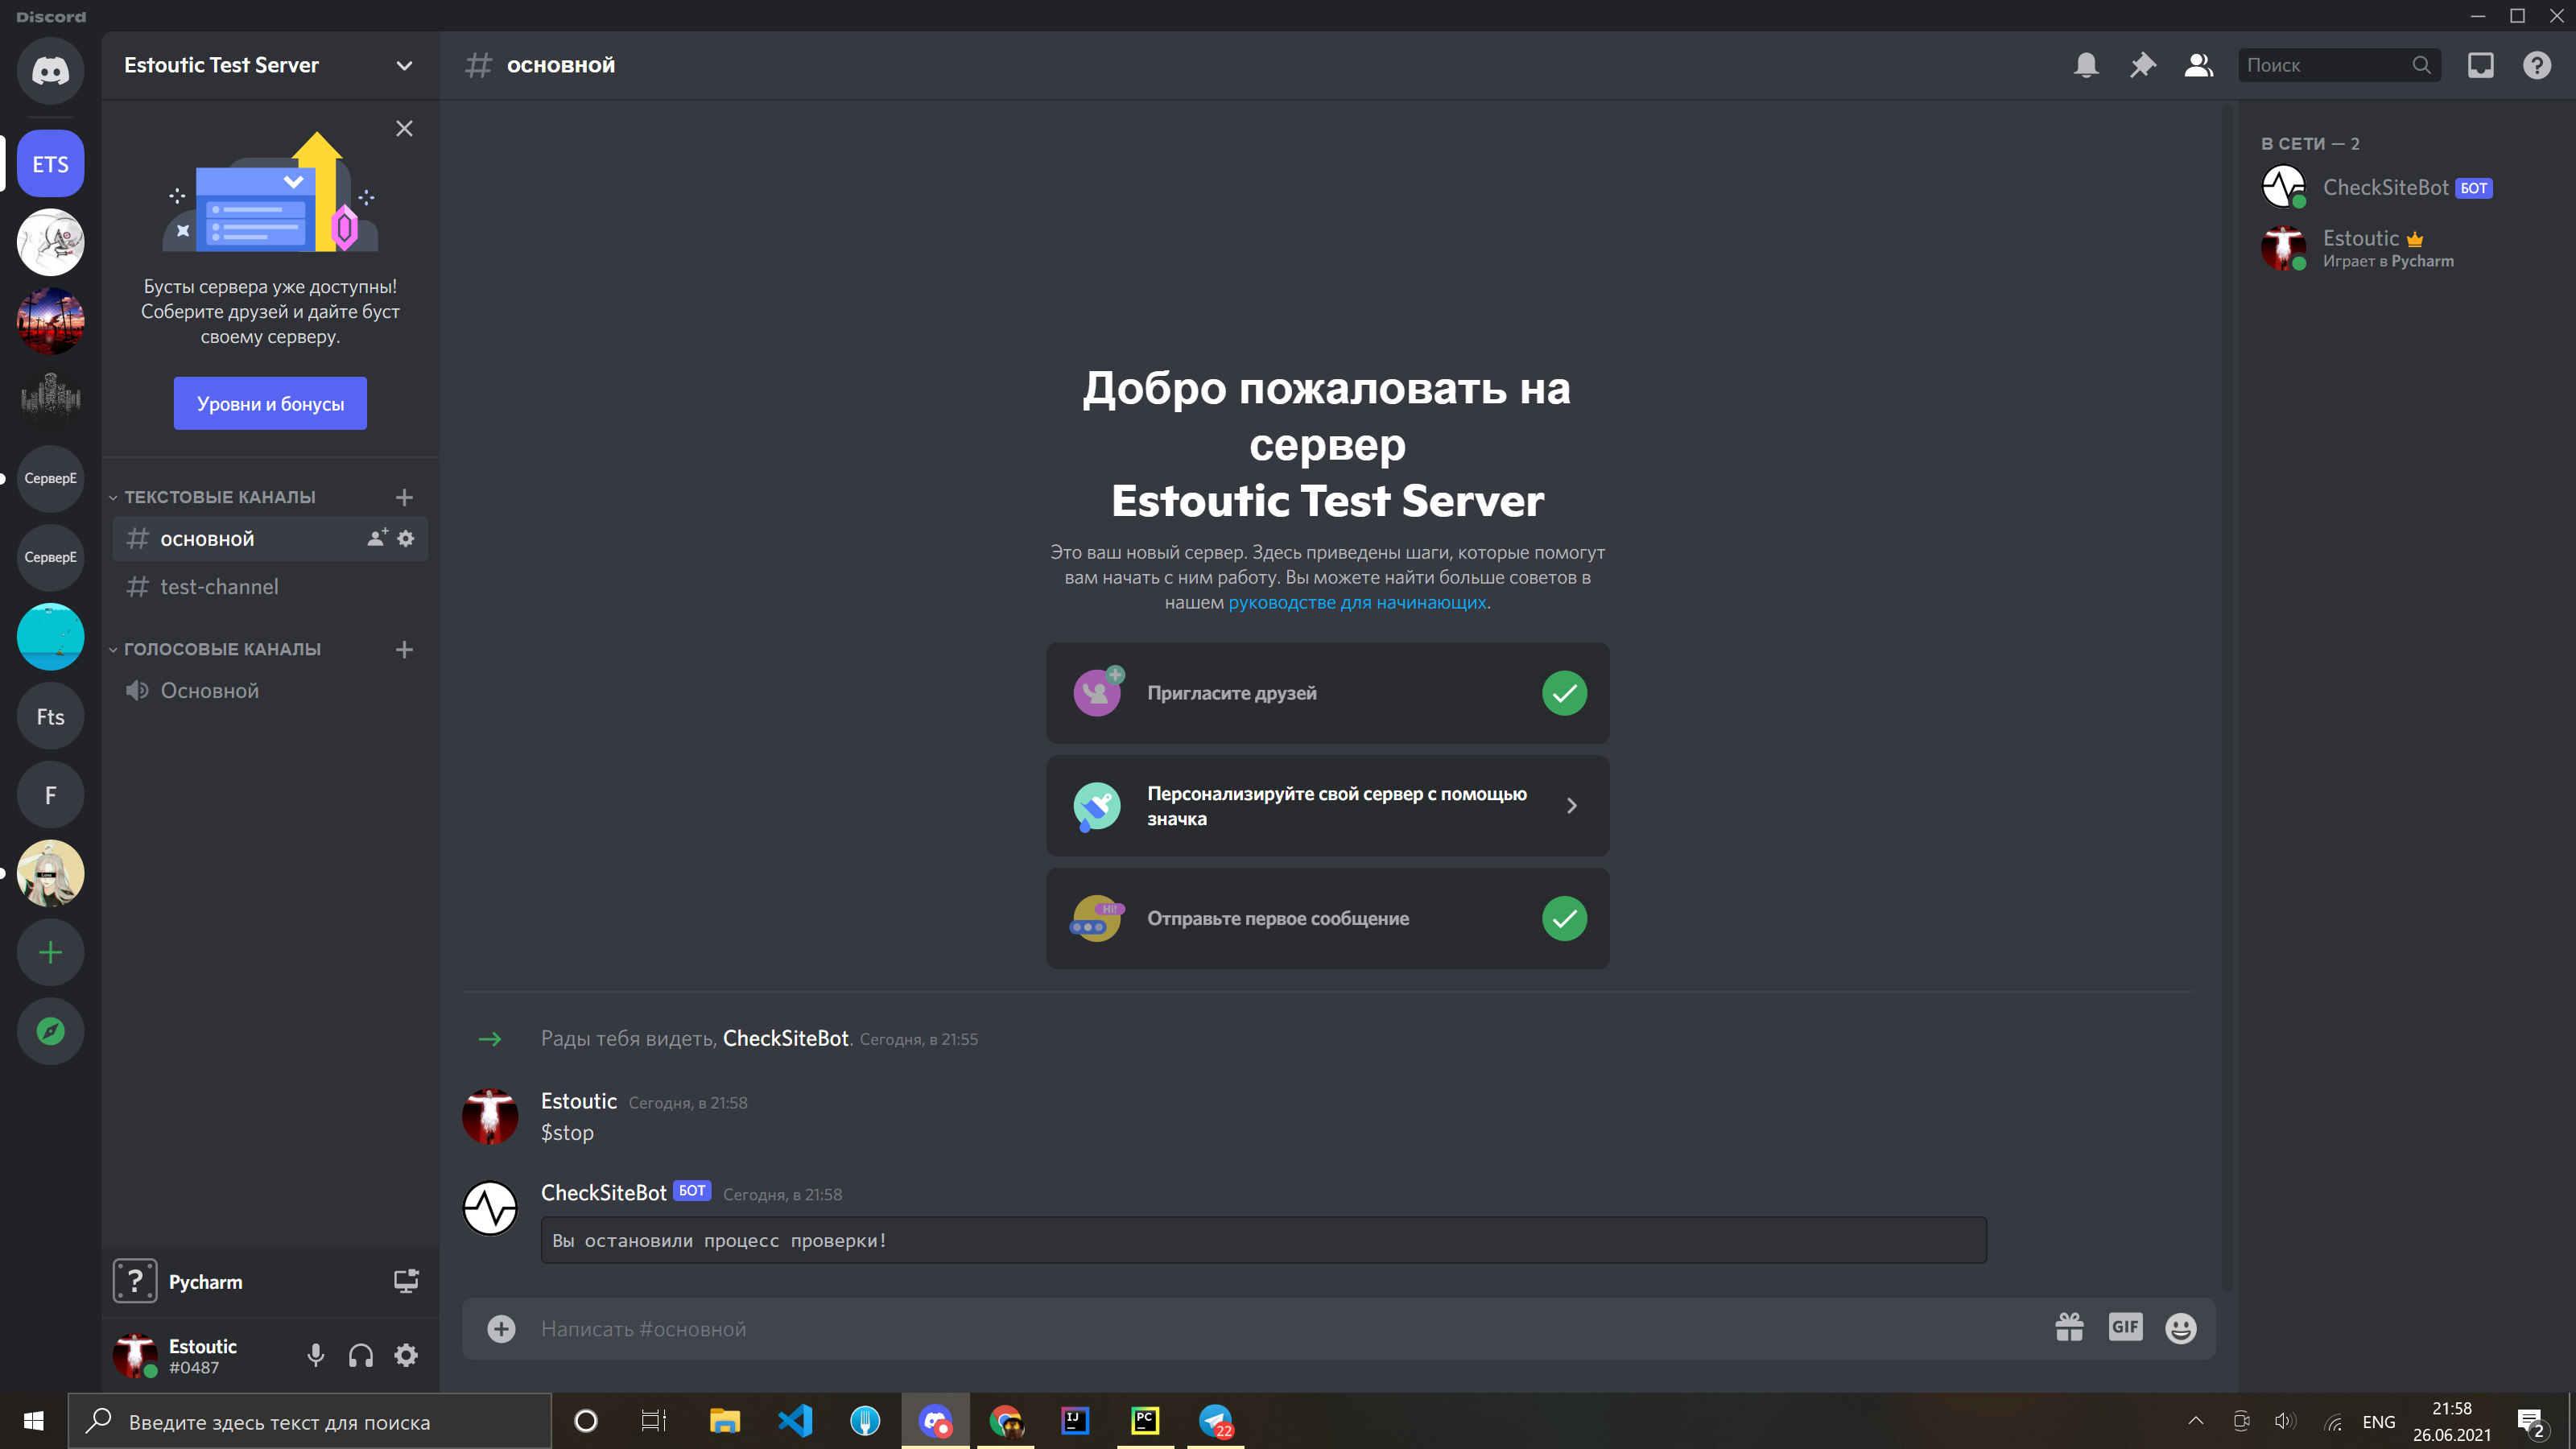 Discord
Estoutic Test Server
основной
Поиск
ETS
Бусты сервера уже доступны!
Соберите друзей и дайте буст
своему серверу.
Уровни и бонусы
СерверЕ
СерверЕ
Fts
F
ТЕКСТОВЫЕ КАНАЛЫ
основной
test-channel
ГОЛОСОВЫЕ КАНАЛЫ
Основной
Pycharm
Estoutic
#0487
Добро пожаловать на
сервер
Estoutic Test Server
Это ваш новый сервер. Здесь приведены шаги, которые помогут
вам начать с ним работу. Вы можете найти больше советов в
нашем руководстве для начинающих.
Пригласите друзей
Персонализируйте свой сервер с помощью
значка
Hi!
Отправьте первое сообщение
Рады тебя видеть, CheckSiteBot. Сегодня, в 21:55
Estoutic Сегодня, в 21:58
$stop
CheckSiteBot БОТ Сегодня, в 21:58
Вы остановили процесс проверки!
Написать #основной
GIF
В СЕТИ — 2
CheckSiteBot БОТ
Estoutic
Играет в Pycharm
Введите здесь текст для поиска
IJ
PC
22
ENG
21:58
26.06.2021
2